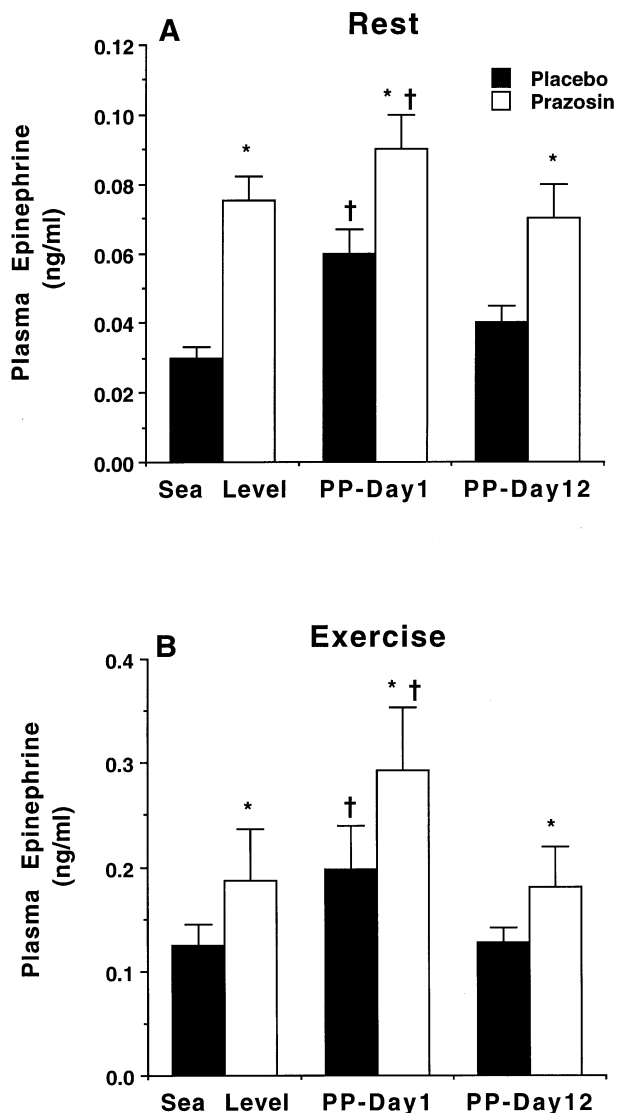 A
Rest
0.12
0.10
0.08
0.06
0.04
0.02
0.00
Plasma Epinephrine
(ng/ml)
Placebo
Prazosin
*
†
* †
*
Sea Level
PP-Day1
PP-Day12
B
Exercise
0.4
0.3
0.2
0.1
0.0
Plasma Epinephrine
(ng/ml)
*
†
* †
*
Sea Level
PP-Day1
PP-Day12